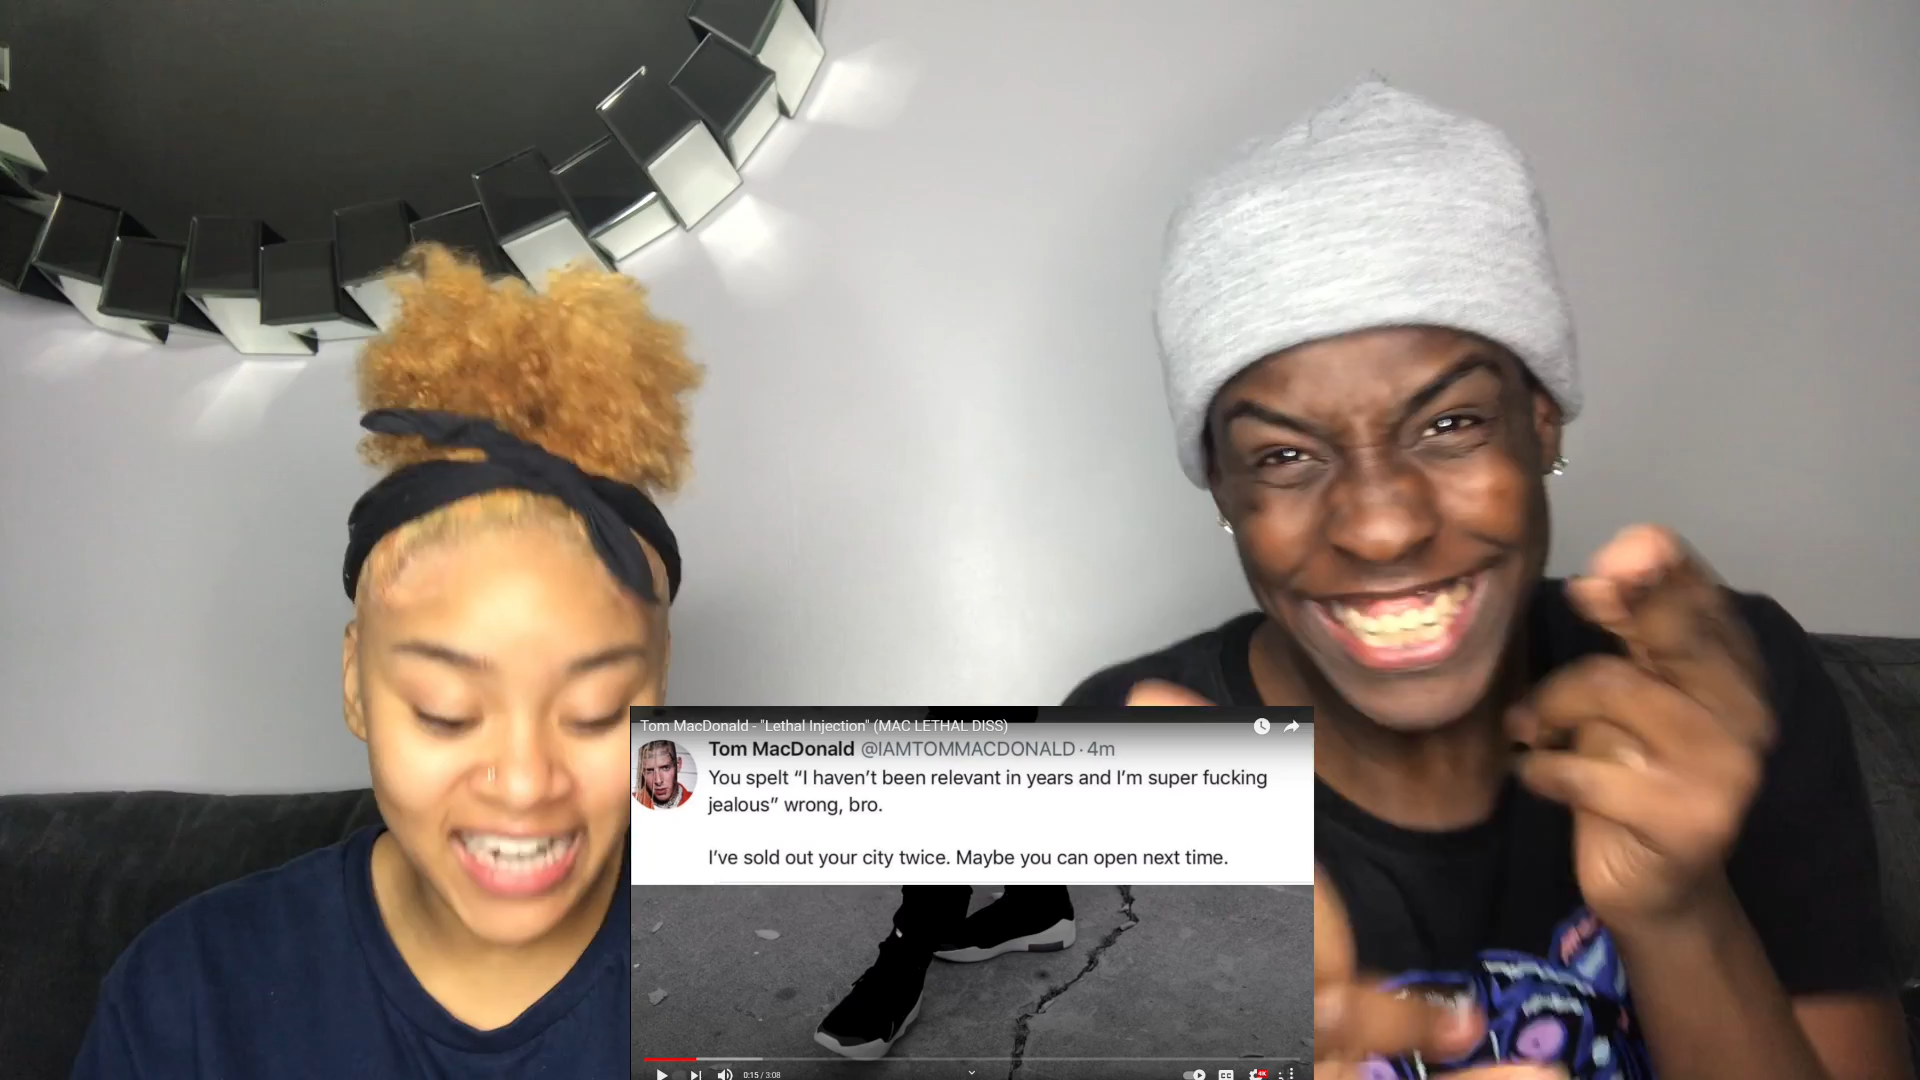 Tom MacDonald - "Lethal Injection" (MAC LETHAL DISS)
Tom MacDonald @IAMTOMMACDONALD · 4m
You spelt “I haven’t been relevant in years and I’m super fucking
jealous” wrong, bro.
I’ve sold out your city twice. Maybe you can open next time.
0:15 / 3:08
CC
4K